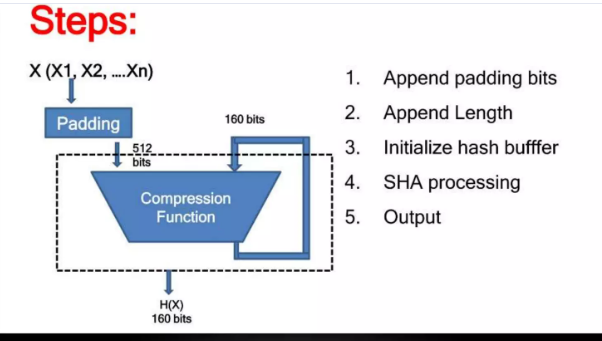 Steps:
X (X1, X2, ....Xn)
Padding
512
bits
160 bits
Compression
Function
H(X)
160 bits
1. Append padding bits
2. Append Length
3. Initialize hash bufffer
4. SHA processing
5. Output